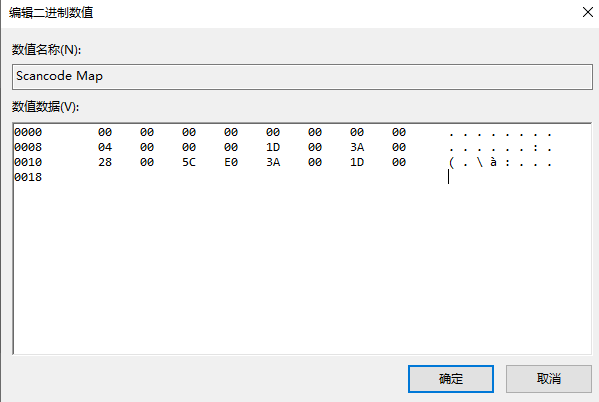 编辑二进制数值
数值名称(N):
Scancode Map
数值数据(V):
0000 00 00 00 00 00 00 00 00 . . . . . . . .
0008 04 00 00 00 1D 00 3A 00 . . . . . . : .
0010 28 00 5C E0 3A 00 1D 00 ( . \ à : . . .
0018
确定 取消